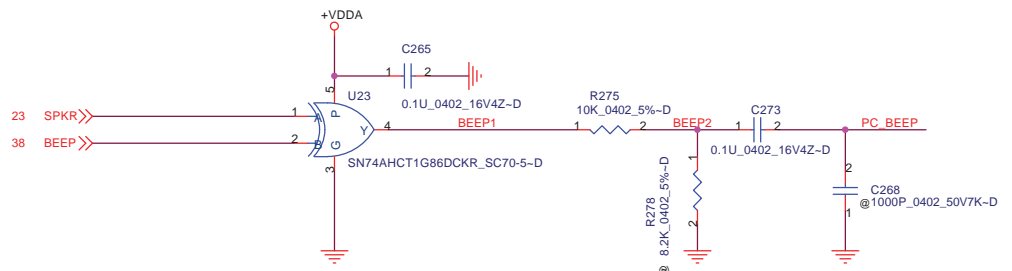 +VDDA
C265
1
2
0.1U_0402_16V4Z~D
5
U23
P
23 SPKR
1
A
38 BEEP
2
B
Y
4
G
3
SN74AHCT1G86DCKR_SC70-5~D
BEEP1
R275
10K_0402_5%~D
1
2
BEEP2
C273
1
2
0.1U_0402_16V4Z~D
PC_BEEP
1
2
R278
@ 8.2K_0402_5%~D
2
1
C268
@ 1000P_0402_50V7K~D